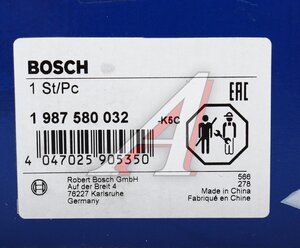 BOSCH
1 St/Pc
1 987 580 032
-K5C
EAC
4 047025 905350
Robert Bosch GmbH
Auf der Breit 4
76227 Karlsruhe
Germany
566
278
Made in China
Fabriqué en Chine